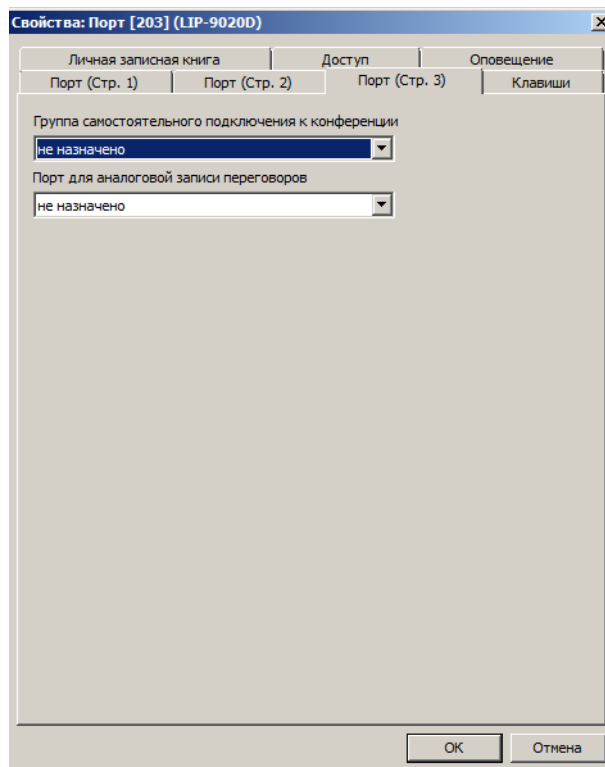 Свойства: Порт [203] (LIP-9020D)
Личная записная книга Доступ Оповещение
Порт (Стр. 1) Порт (Стр. 2) Порт (Стр. 3) Клавиши
Группа самостоятельного подключения к конференции
не назначено
Порт для аналоговой записи переговоров
не назначено
OK Отмена